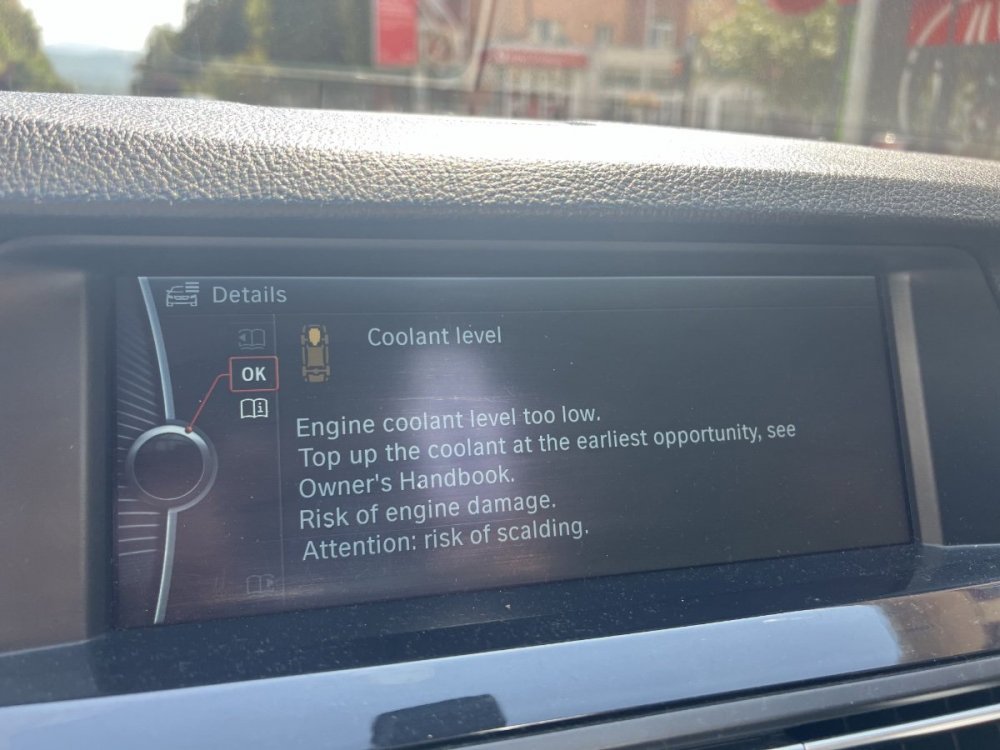 Details
OK
Coolant level
Engine coolant level too low.
Top up the coolant at the earliest opportunity, see
Owner's Handbook.
Risk of engine damage.
Attention: risk of scalding.